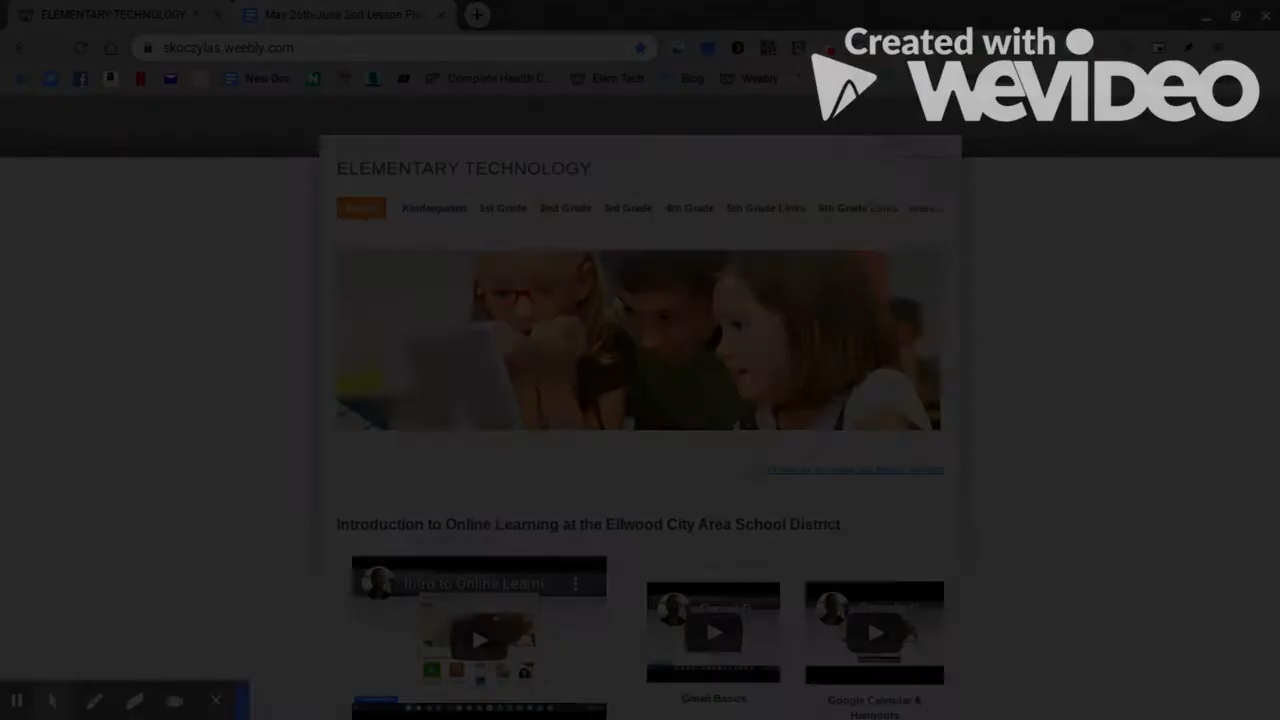 ELEMENTARY TECHNOLOGY
May 26th-June 2nd Lesson Pla
Created with
WEVIDEO
skoczylas.weebly.com
New Doc
Complete Health C...
Elem Tech
Blog
Weebly
ELEMENTARY TECHNOLOGY
Kindergarten 1st Grade 2nd Grade 3rd Grade 4th Grade 5th Grade Links 6th Grade Links more...
Introduction to Online Learning at the Ellwood City Area School District
Intro to Online Learni
Gmail Basics
Google Calendar &
Hangouts